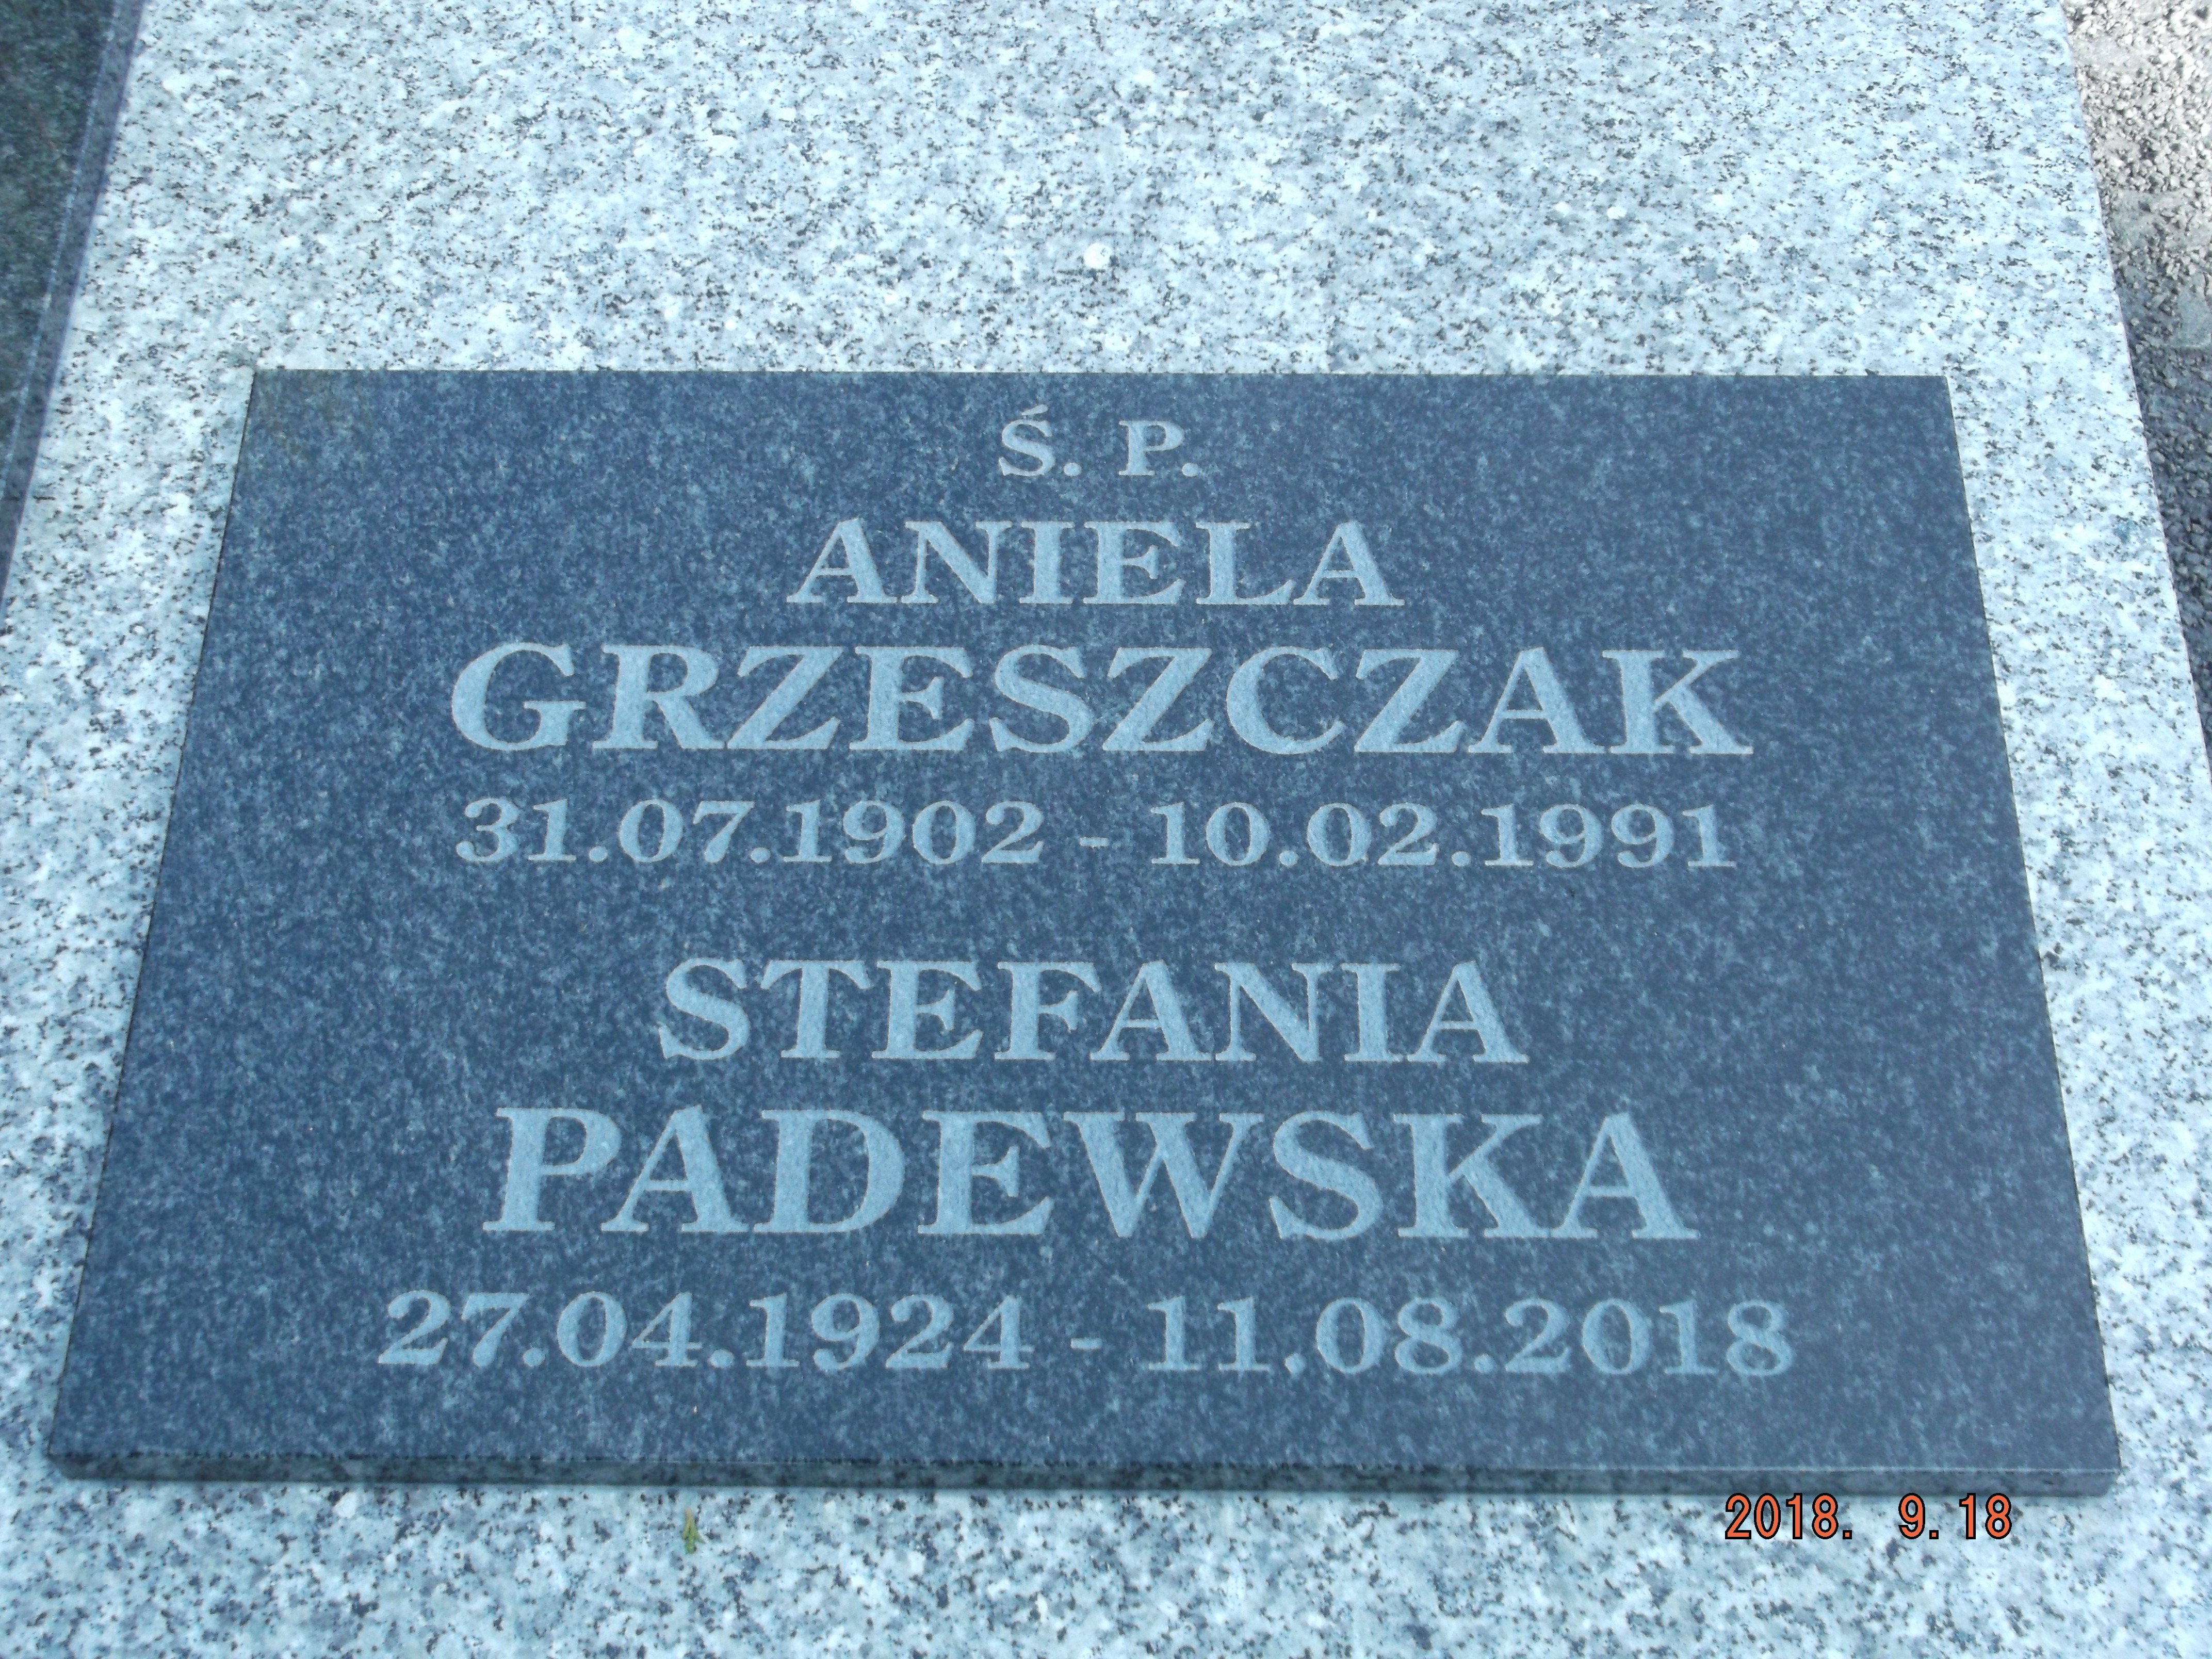 Ś. P.
ANIELA
GRZESZCZAK
31.07.1902 - 10.02.1991
STEFANIA
PADEWSKA
27.04.1924 - 11.08.2018
2018. 9.18